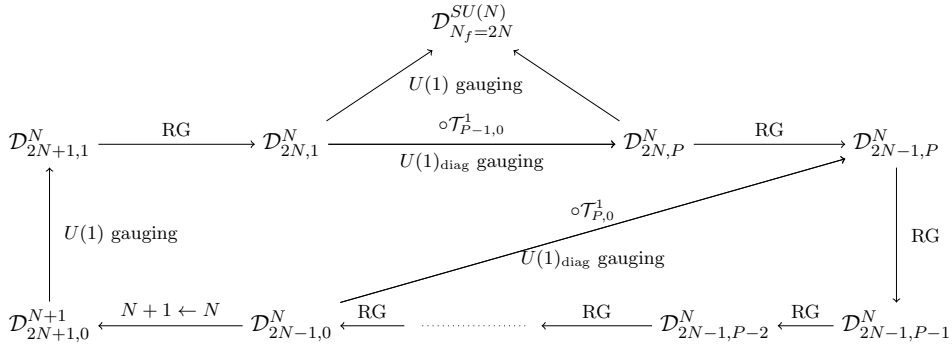 $\mathcal{D}^{SU(N)}_{N_f=2N}$
$U(1)$ gauging
$\mathcal{D}^{N}_{2N+1,1}$ RG $\mathcal{D}^{N}_{2N,1}$ $\circ\mathcal{T}^{1}_{P-1,0}$ $\mathcal{D}^{N}_{2N,P}$ RG $\mathcal{D}^{N}_{2N-1,P}$
$U(1)_{\text{diag}}$ gauging
$\circ\mathcal{T}^{1}_{P,0}$
$U(1)$ gauging RG
$U(1)_{\text{diag}}$ gauging
$\mathcal{D}^{N+1}_{2N+1,0}$ $N+1 \leftarrow N$ $\mathcal{D}^{N}_{2N-1,0}$ RG ........ RG $\mathcal{D}^{N}_{2N-1,P-2}$ RG $\mathcal{D}^{N}_{2N-1,P-1}$